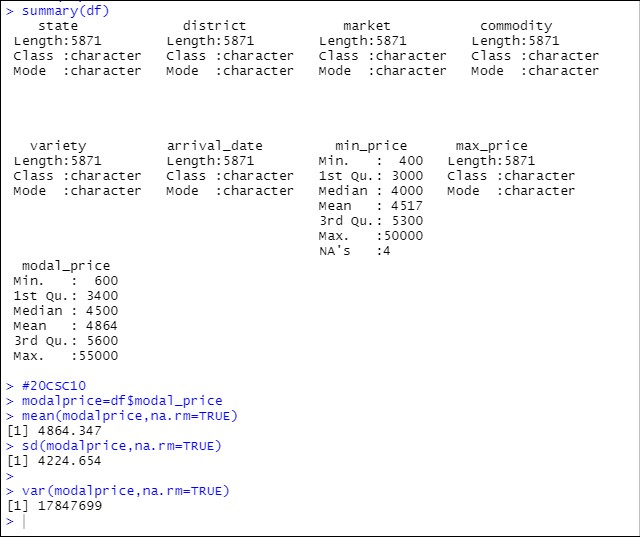 > summary(df)
state district market commodity
Length:5871 Length:5871 Length:5871 Length:5871
Class :character Class :character Class :character Class :character
Mode :character Mode :character Mode :character Mode :character
variety arrival_date min_price max_price
Length:5871 Length:5871 Min. : 400 Length:5871
Class :character Class :character 1st Qu.: 3000 Class :character
Mode :character Mode :character Median : 4000 Mode :character
Mean : 4517
3rd Qu.: 5300
Max. :50000
NA's :4
modal_price
Min. : 600
1st Qu.: 3400
Median : 4500
Mean : 4864
3rd Qu.: 5600
Max. :55000
> #20CSC10
> modalprice=df$modal_price
> mean(modalprice,na.rm=TRUE)
[1] 4864.347
> sd(modalprice,na.rm=TRUE)
[1] 4224.654
>
> var(modalprice,na.rm=TRUE)
[1] 17847699
>